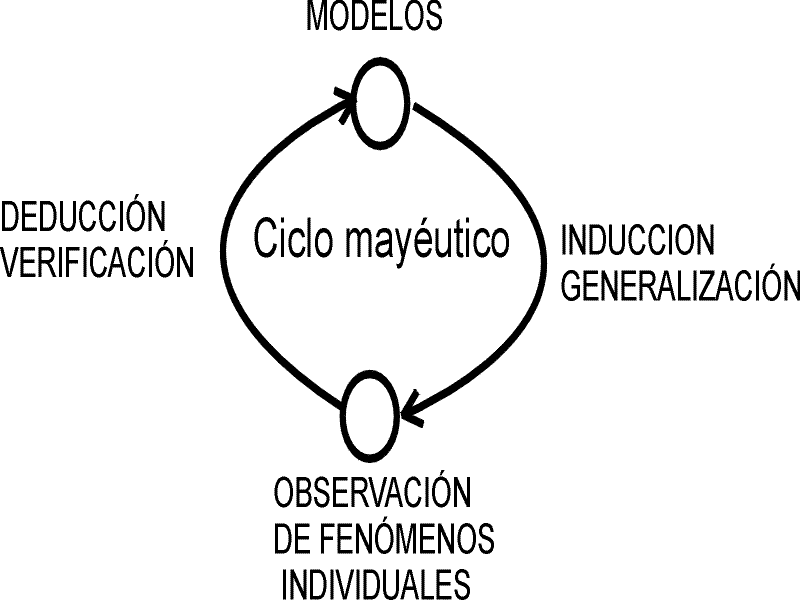 MODELOS
DEDUCCIÓN
VERIFICACIÓN
Ciclo mayéutico
INDUCCION
GENERALIZACIÓN
OBSERVACIÓN
DE FENÓMENOS
INDIVIDUALES